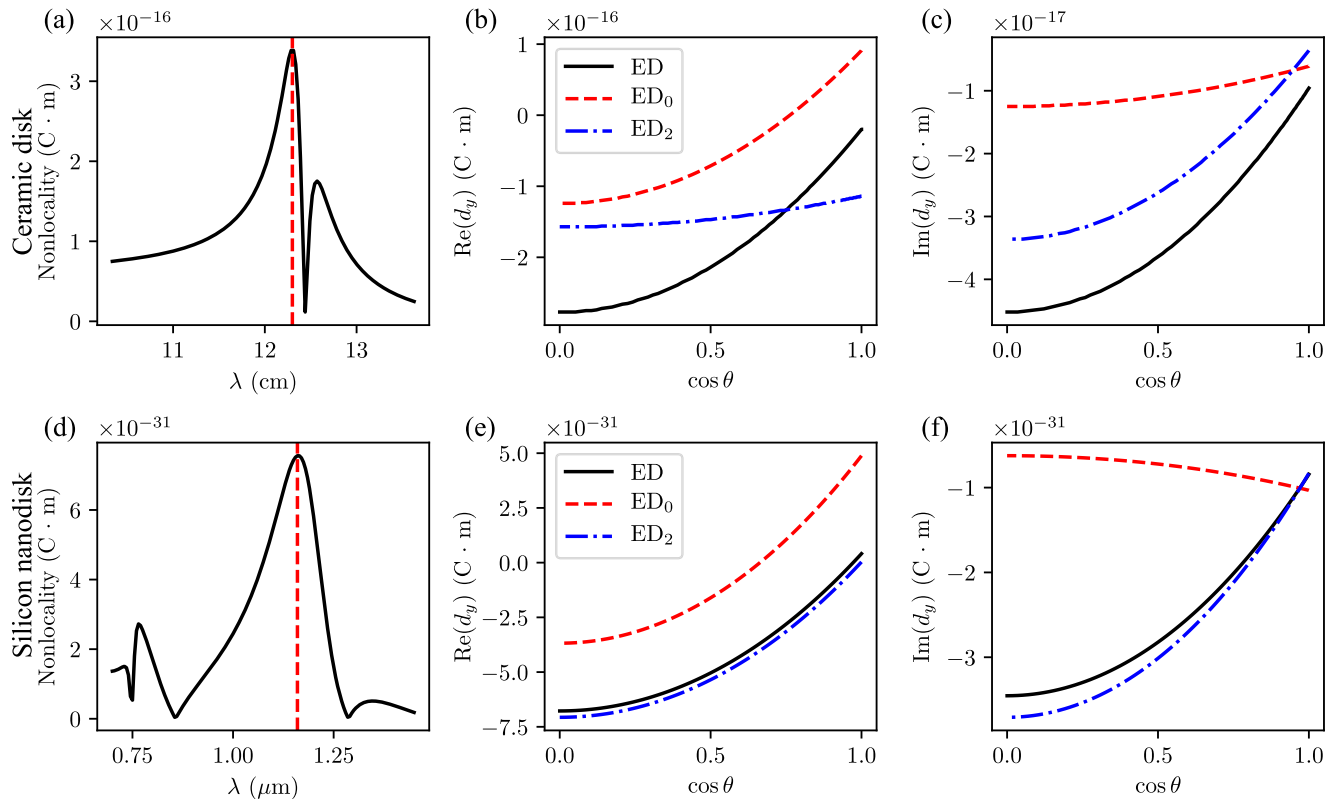 (a)
×10⁻¹⁶
Ceramic disk
Nonlocality (C · m)
3
2
1
0
11
12
13
λ (cm)
(b)
×10⁻¹⁶
Re(d_y) (C · m)
1
0
−1
−2
ED
ED₀
ED₂
0.0
0.5
1.0
cos θ
(c)
×10⁻¹⁷
Im(d_y) (C · m)
−1
−2
−3
−4
0.0
0.5
1.0
cos θ
(d)
×10⁻³¹
Silicon nanodisk
Nonlocality (C · m)
6
4
2
0
0.75
1.00
1.25
λ (μm)
(e)
×10⁻³¹
Re(d_y) (C · m)
5.0
2.5
0.0
−2.5
−5.0
−7.5
ED
ED₀
ED₂
0.0
0.5
1.0
cos θ
(f)
×10⁻³¹
Im(d_y) (C · m)
−1
−2
−3
0.0
0.5
1.0
cos θ